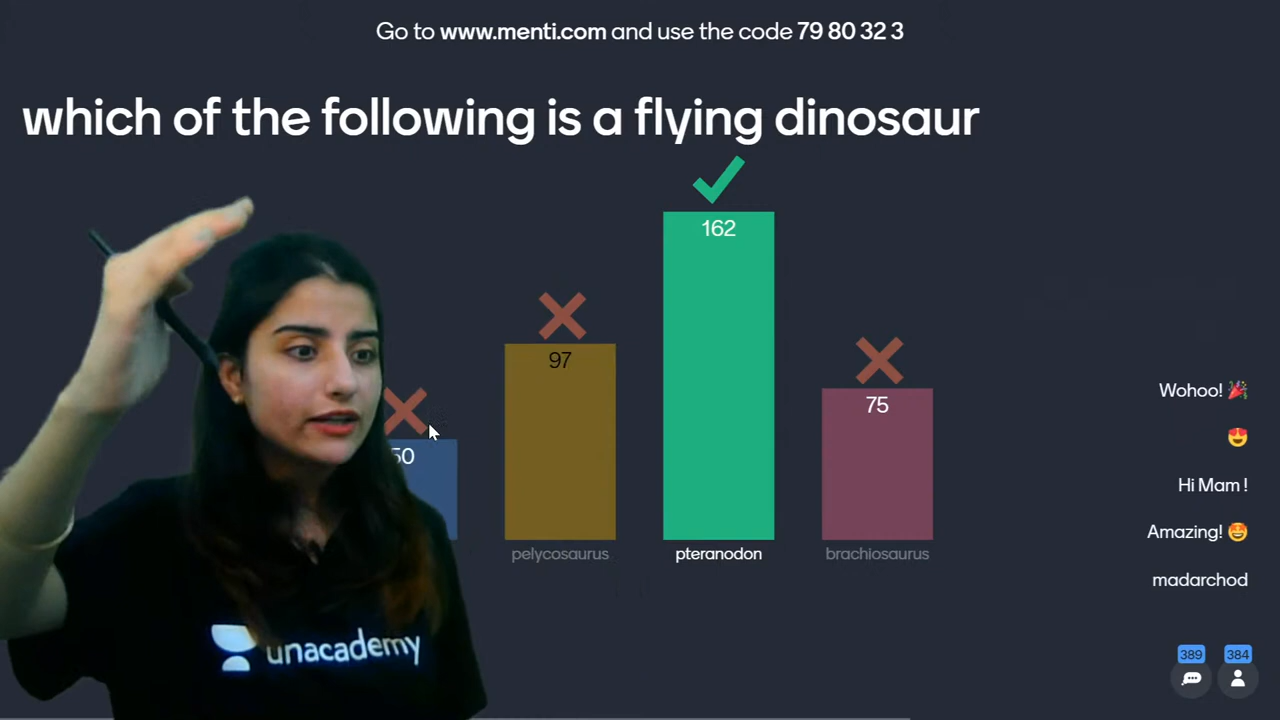 Go to www.menti.com and use the code 79 80 32 3
which of the following is a flying dinosaur
162
97
75
50
pelycosaurus
pteranodon
brachiosaurus
Wohoo! 🎉
😍
Hi Mam !
Amazing! 🤩
madarchod
389
384
unacademy